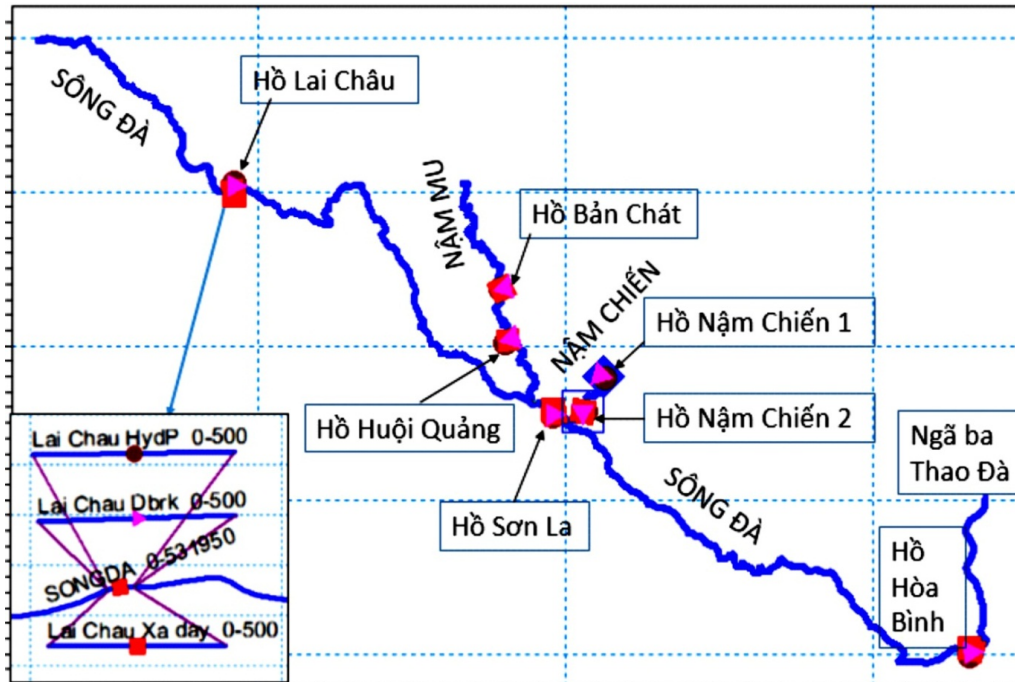 SÔNG ĐÀ
Hồ Lai Châu
NẬM MU
Hồ Bản Chát
NẬM CHIẾN
Hồ Nậm Chiến 1
Hồ Huội Quảng
Hồ Nậm Chiến 2
Hồ Sơn La
SÔNG ĐÀ
Ngã ba
Thao Đà
Hồ
Hòa
Bình
Lai Chau HydP 0-500
Lai Chau Dbrk 0-500
SONGDA 0-531950
Lai Chau Xa day 0-500